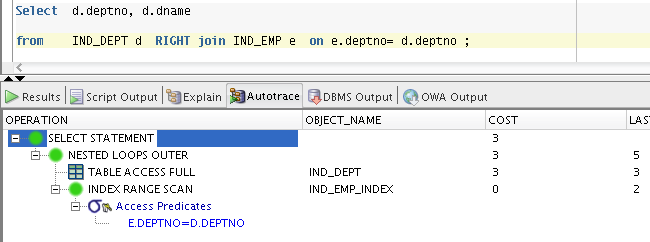 Select d.deptno, d.dname
from IND_DEPT d RIGHT join IND_EMP e on e.deptno= d.deptno ;
Results Script Output Explain Autotrace DBMS Output OWA Output
OPERATION OBJECT_NAME COST LAS
SELECT STATEMENT 3
NESTED LOOPS OUTER 3 5
TABLE ACCESS FULL IND_DEPT 3 3
INDEX RANGE SCAN IND_EMP_INDEX 0 2
Access Predicates
E.DEPTNO=D.DEPTNO